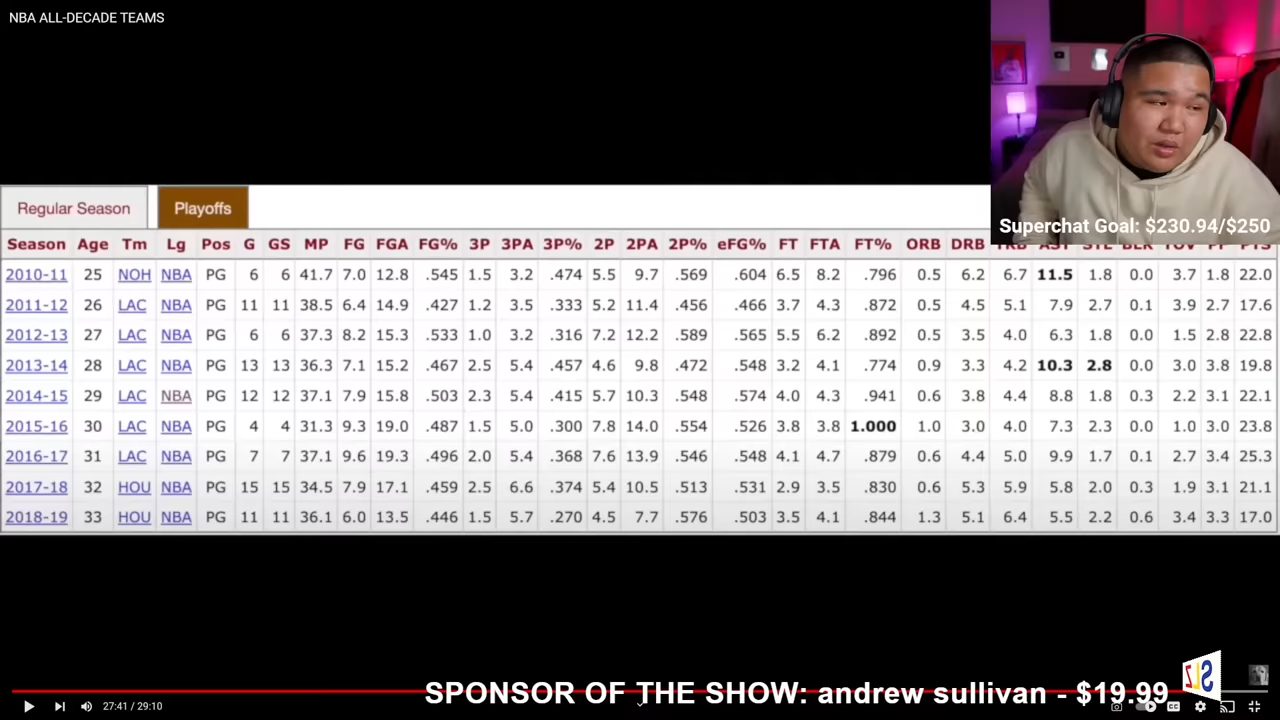 NBA ALL-DECADE TEAMS
Superchat Goal: $230.94/$250
Regular Season Playoffs
Season Age Tm Lg Pos G GS MP FG FGA FG% 3P 3PA 3P% 2P 2PA 2P% eFG% FT FTA FT% ORB DRB TRB AST STL BLK TOV PF PTS
2010-11 25 NOH NBA PG 6 6 41.7 7.0 12.8 .545 1.5 3.2 .474 5.5 9.7 .569 .604 6.5 8.2 .796 0.5 6.2 6.7 11.5 1.8 0.0 3.7 1.8 22.0
2011-12 26 LAC NBA PG 11 11 38.5 6.4 14.9 .427 1.2 3.5 .333 5.2 11.4 .456 .466 3.7 4.3 .872 0.5 4.5 5.1 7.9 2.7 0.1 3.9 2.7 17.6
2012-13 27 LAC NBA PG 6 6 37.3 8.2 15.3 .533 1.0 3.2 .316 7.2 12.2 .589 .565 5.5 6.2 .892 0.5 3.5 4.0 6.3 1.8 0.0 1.5 2.8 22.8
2013-14 28 LAC NBA PG 13 13 36.3 7.1 15.2 .467 2.5 5.4 .457 4.6 9.8 .472 .548 3.2 4.1 .774 0.9 3.3 4.2 10.3 2.8 0.0 3.0 3.8 19.8
2014-15 29 LAC NBA PG 12 12 37.1 7.9 15.8 .503 2.3 5.4 .415 5.7 10.3 .548 .574 4.0 4.3 .941 0.6 3.8 4.4 8.8 1.8 0.3 2.2 3.1 22.1
2015-16 30 LAC NBA PG 4 4 31.3 9.3 19.0 .487 1.5 5.0 .300 7.8 14.0 .554 .526 3.8 3.8 1.000 1.0 3.0 4.0 7.3 2.3 0.0 1.0 3.0 23.8
2016-17 31 LAC NBA PG 7 7 37.1 9.6 19.3 .496 2.0 5.4 .368 7.6 13.9 .546 .548 4.1 4.7 .879 0.6 4.4 5.0 9.9 1.7 0.1 2.7 3.4 25.3
2017-18 32 HOU NBA PG 15 15 34.5 7.9 17.1 .459 2.5 6.6 .374 5.4 10.5 .513 .531 2.9 3.5 .830 0.6 5.3 5.9 5.8 2.0 0.3 1.9 3.1 21.1
2018-19 33 HOU NBA PG 11 11 36.1 6.0 13.5 .446 1.5 5.7 .270 4.5 7.7 .576 .503 3.5 4.1 .844 1.3 5.1 6.4 5.5 2.2 0.6 3.4 3.3 17.0
SPONSOR OF THE SHOW: andrew sullivan - $19.99
27:41 / 29:10